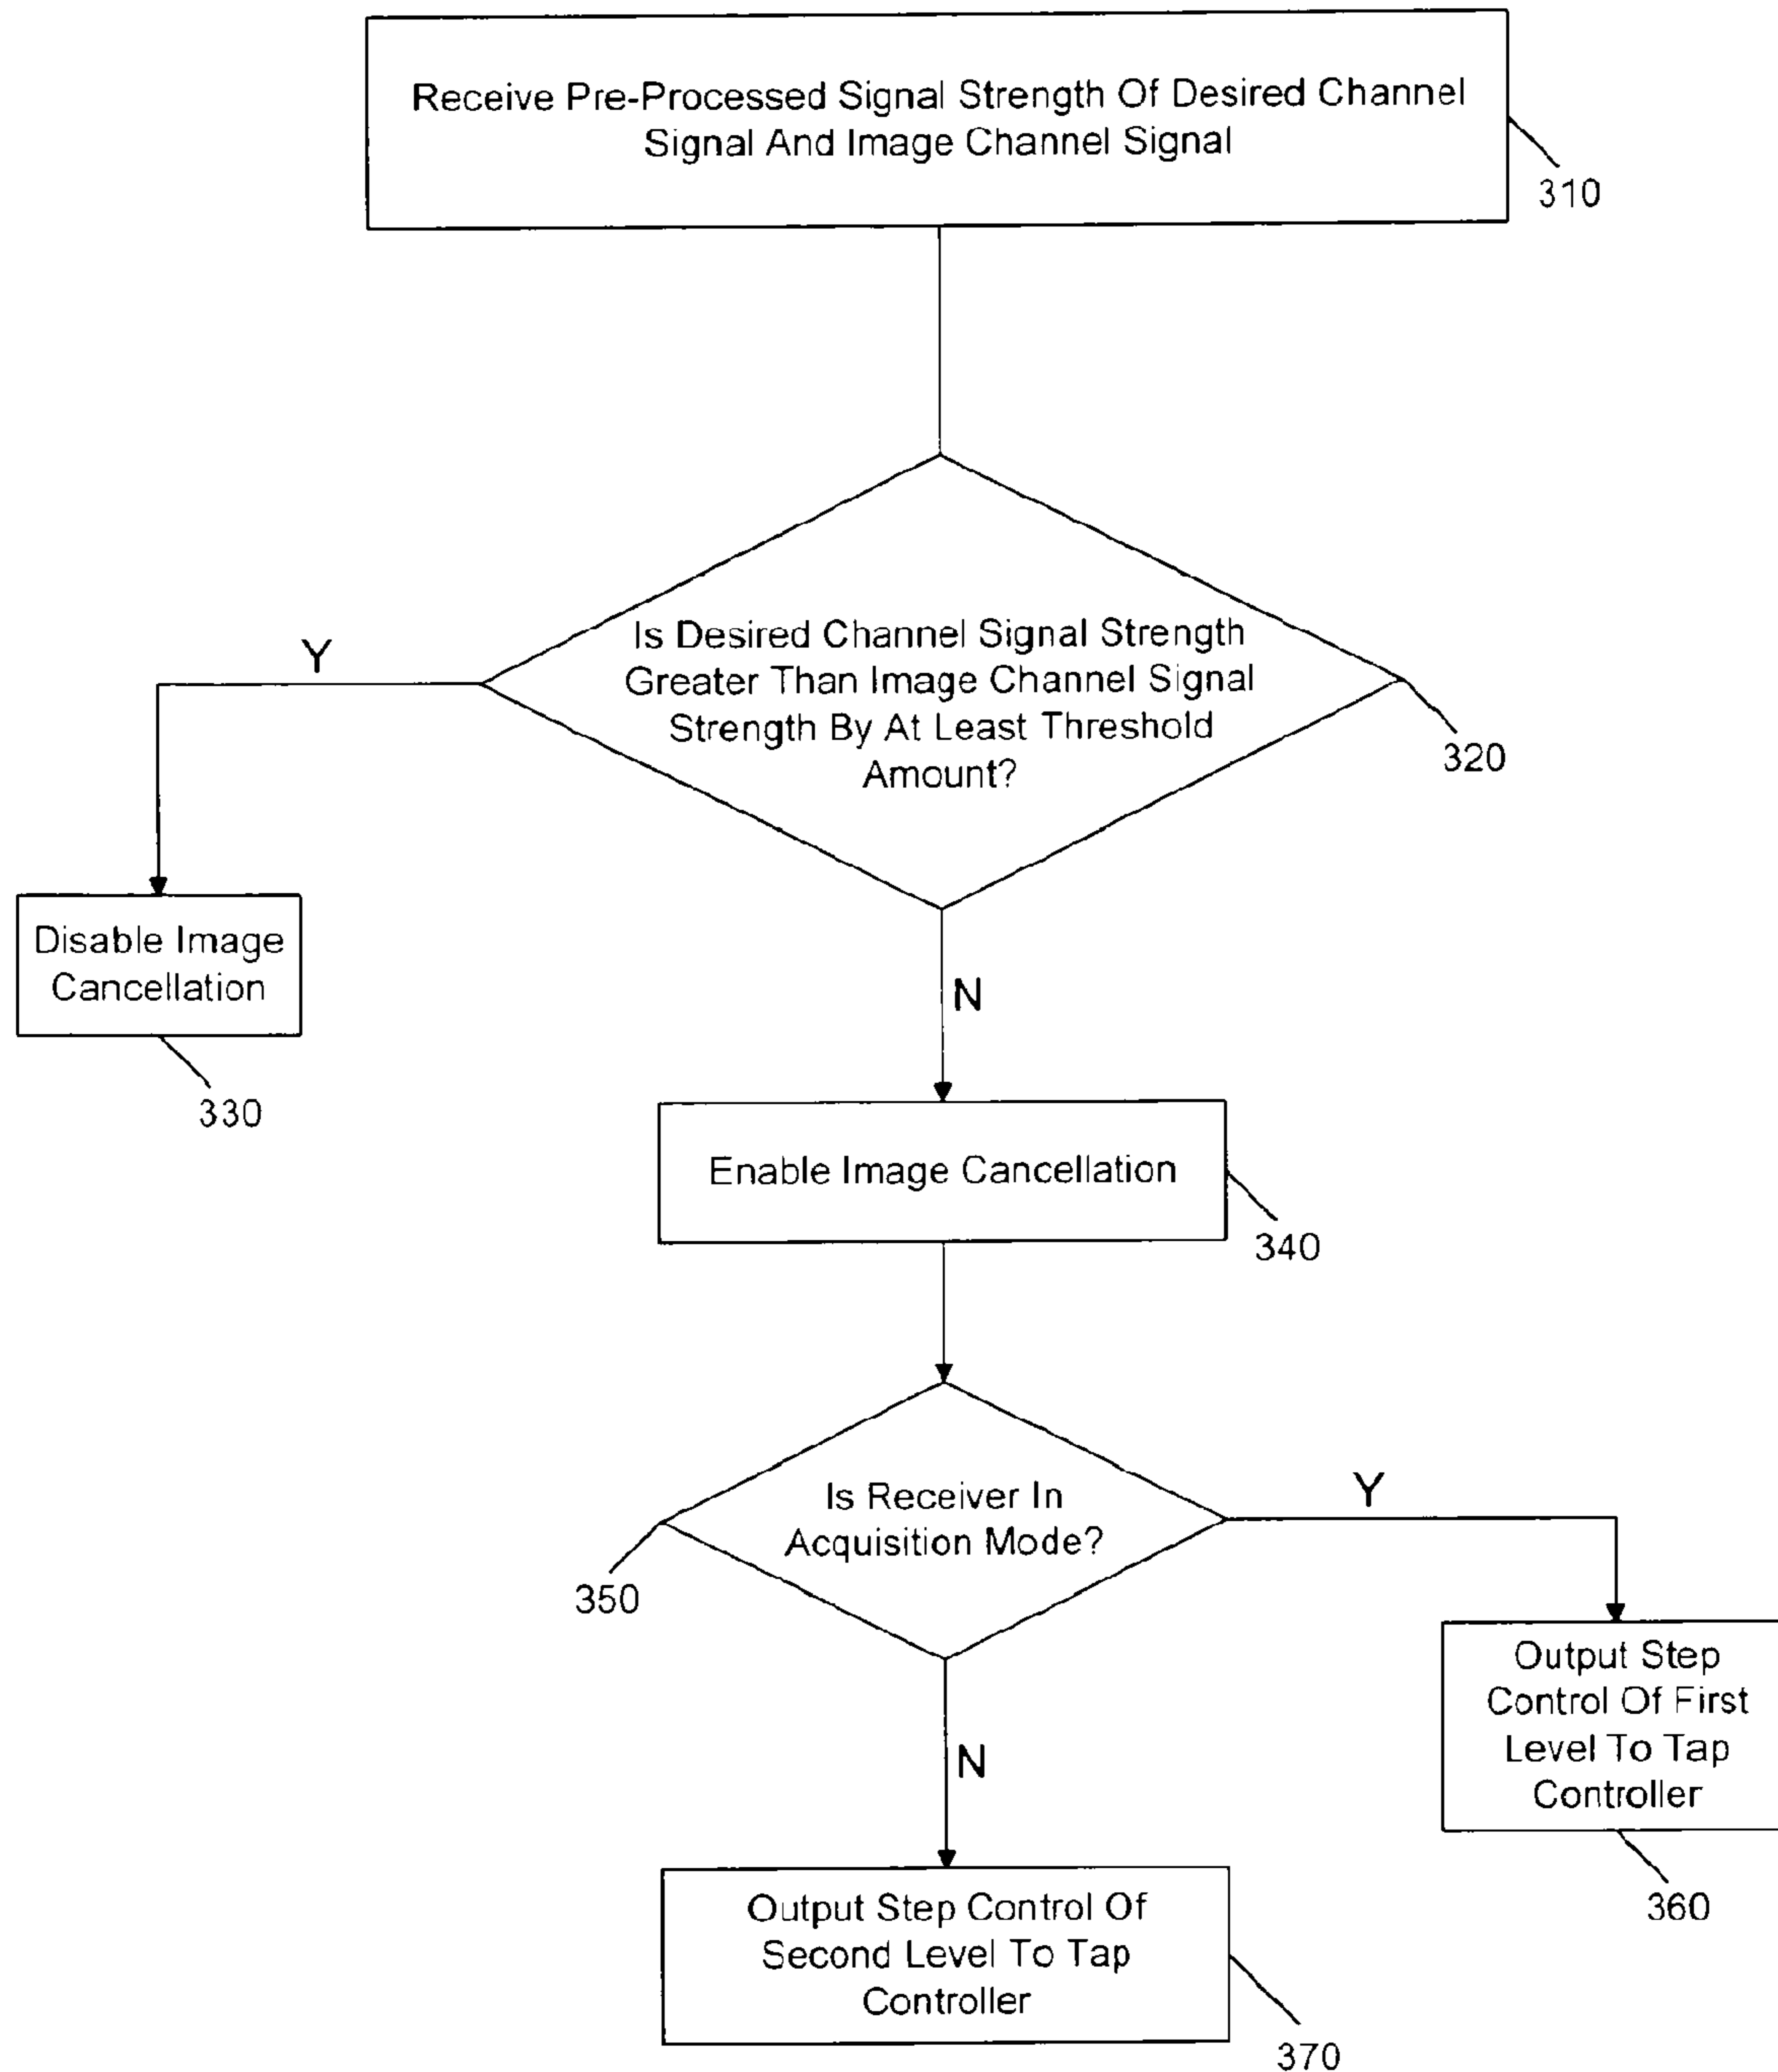 Receive Pre-Processed Signal Strength Of Desired Channel
Signal And Image Channel Signal
310
Is Desired Channel Signal Strength
Greater Than Image Channel Signal
Strength By At Least Threshold
Amount?
320
Y
Disable Image
Cancellation
330
N
Enable Image Cancellation
340
Is Receiver In
Acquisition Mode?
350
Y
Output Step
Control Of First
Level To Tap
Controller
360
N
Output Step Control Of
Second Level To Tap
Controller
370